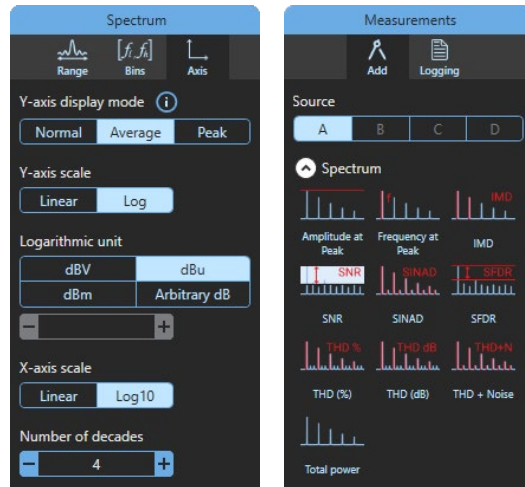 Spectrum
Range
[f₁ fₕ]
Bins
Axis
Y-axis display mode i
Normal Average Peak
Y-axis scale
Linear Log
Logarithmic unit
dBV dBu
dBm Arbitrary dB
− +
X-axis scale
Linear Log10
Number of decades
− 4 +
Measurements
Add Logging
Source
A B C D
Spectrum
f IMD
Amplitude at Peak
Frequency at Peak
IMD
SNR SINAD SFDR
SNR SINAD SFDR
THD % THD dB THD+N
THD (%) THD (dB) THD + Noise
Total power